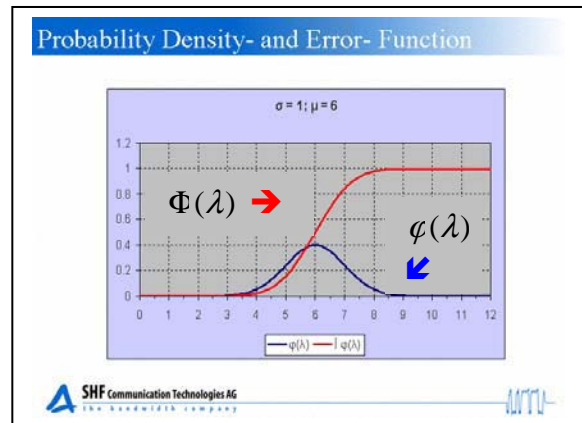 Probability Density- and Error- Function
σ = 1; μ = 6
1.2
1
0.8
0.6
0.4
0.2
0
Φ(λ)
φ(λ)
0 1 2 3 4 5 6 7 8 9 10 11 12
φ(λ) ∫ φ(λ)
SHF Communication Technologies AG
the bandwidth company